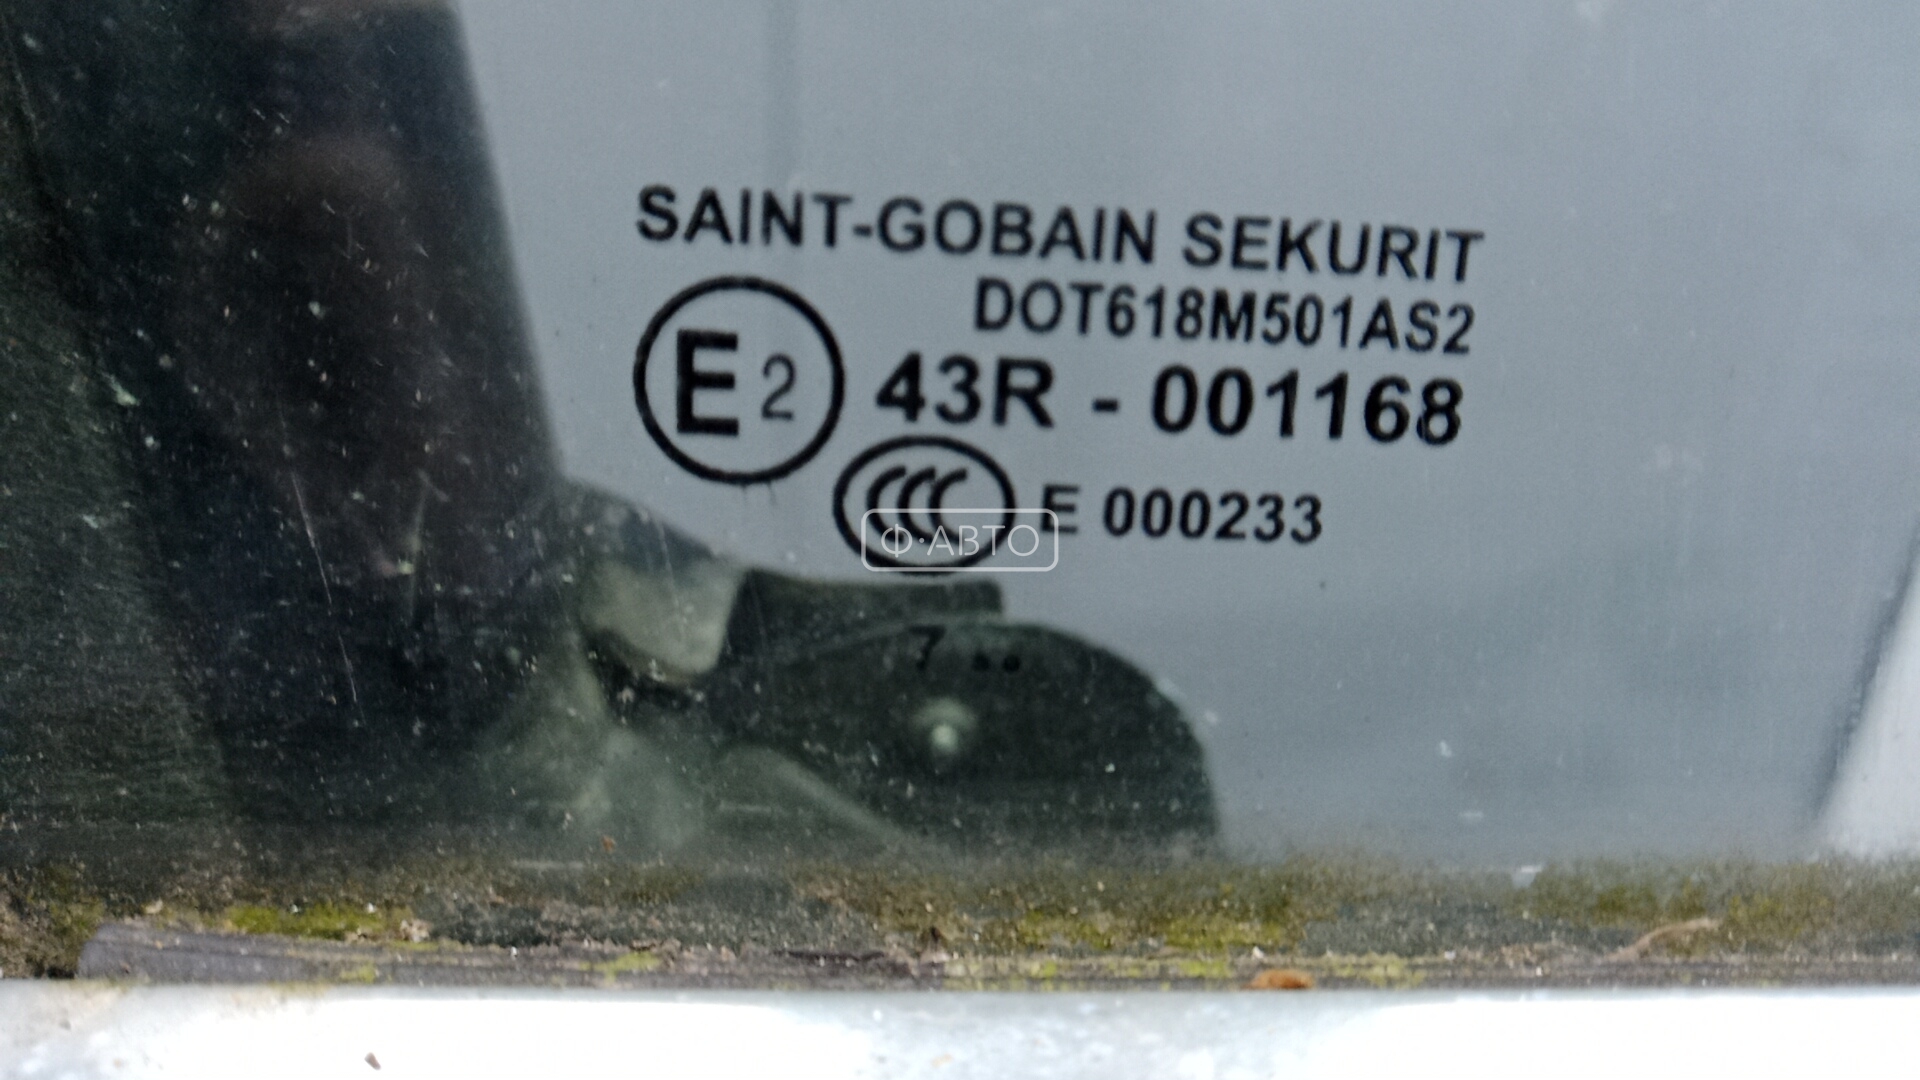 SAINT-GOBAIN SEKURIT
DOT618M501AS2
E2 43R - 001168
CCC E 000233
Ф·АВТО
7 ..